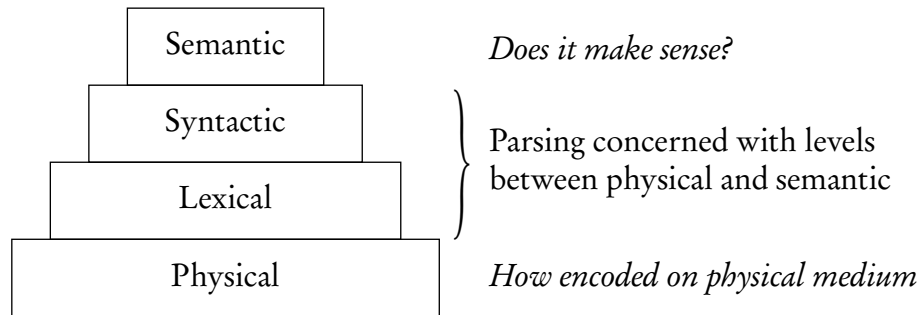 Semantic
Does it make sense?
Syntactic
Parsing concerned with levels
between physical and semantic
Lexical
Physical
How encoded on physical medium